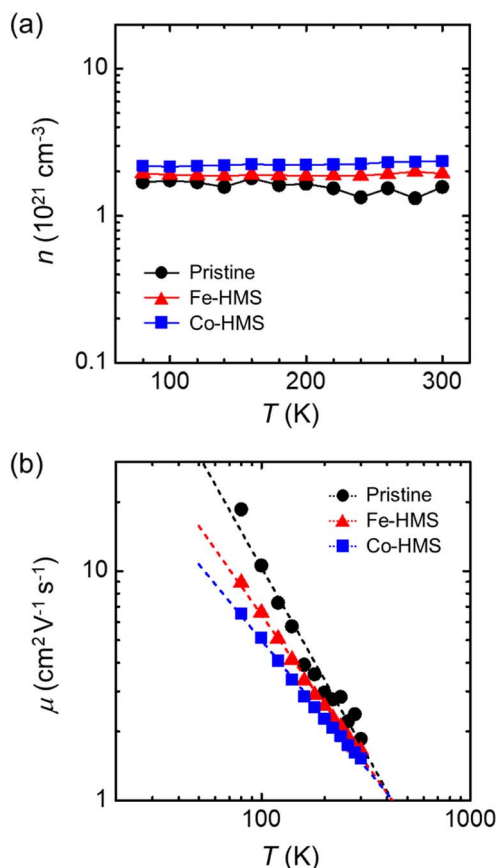 (a)
10
1
0.1
n (10²¹ cm⁻³)
Pristine
Fe-HMS
Co-HMS
100
200
300
T (K)
(b)
10
1
μ (cm² V⁻¹ s⁻¹)
Pristine
Fe-HMS
Co-HMS
100
1000
T (K)